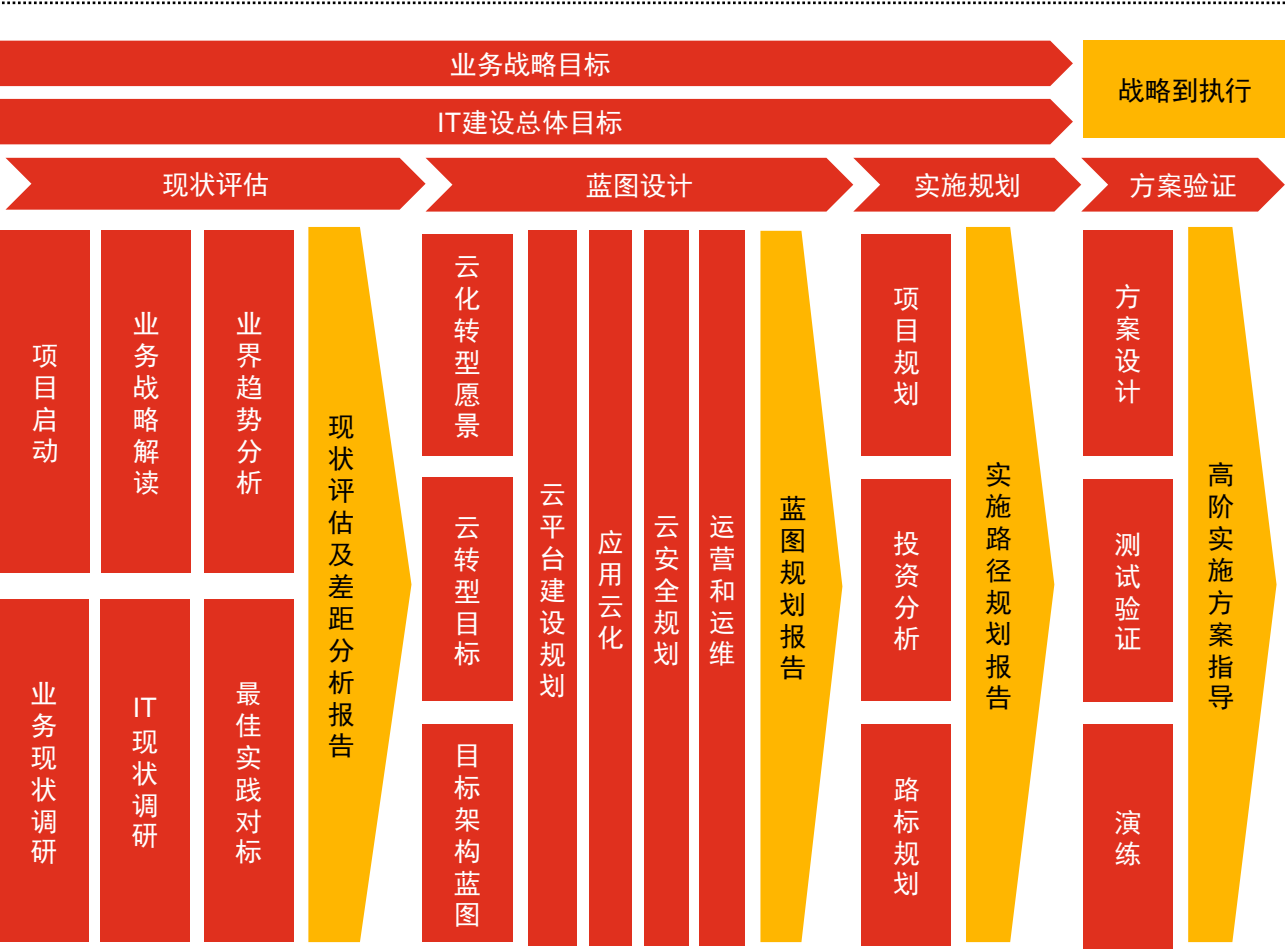 业务战略目标
IT建设总体目标
战略到执行
现状评估
蓝图设计
实施规划
方案验证
项目启动
业务战略解读
业界趋势分析
业务现状调研
IT现状调研
最佳实践对标
现状评估及差距分析报告
云化转型愿景
云转型目标
目标架构蓝图
云平台建设规划
应用云化
云安全规划
运营和运维
蓝图规划报告
项目规划
投资分析
路标规划
实施路径规划报告
方案设计
测试验证
演练
高阶实施方案指导